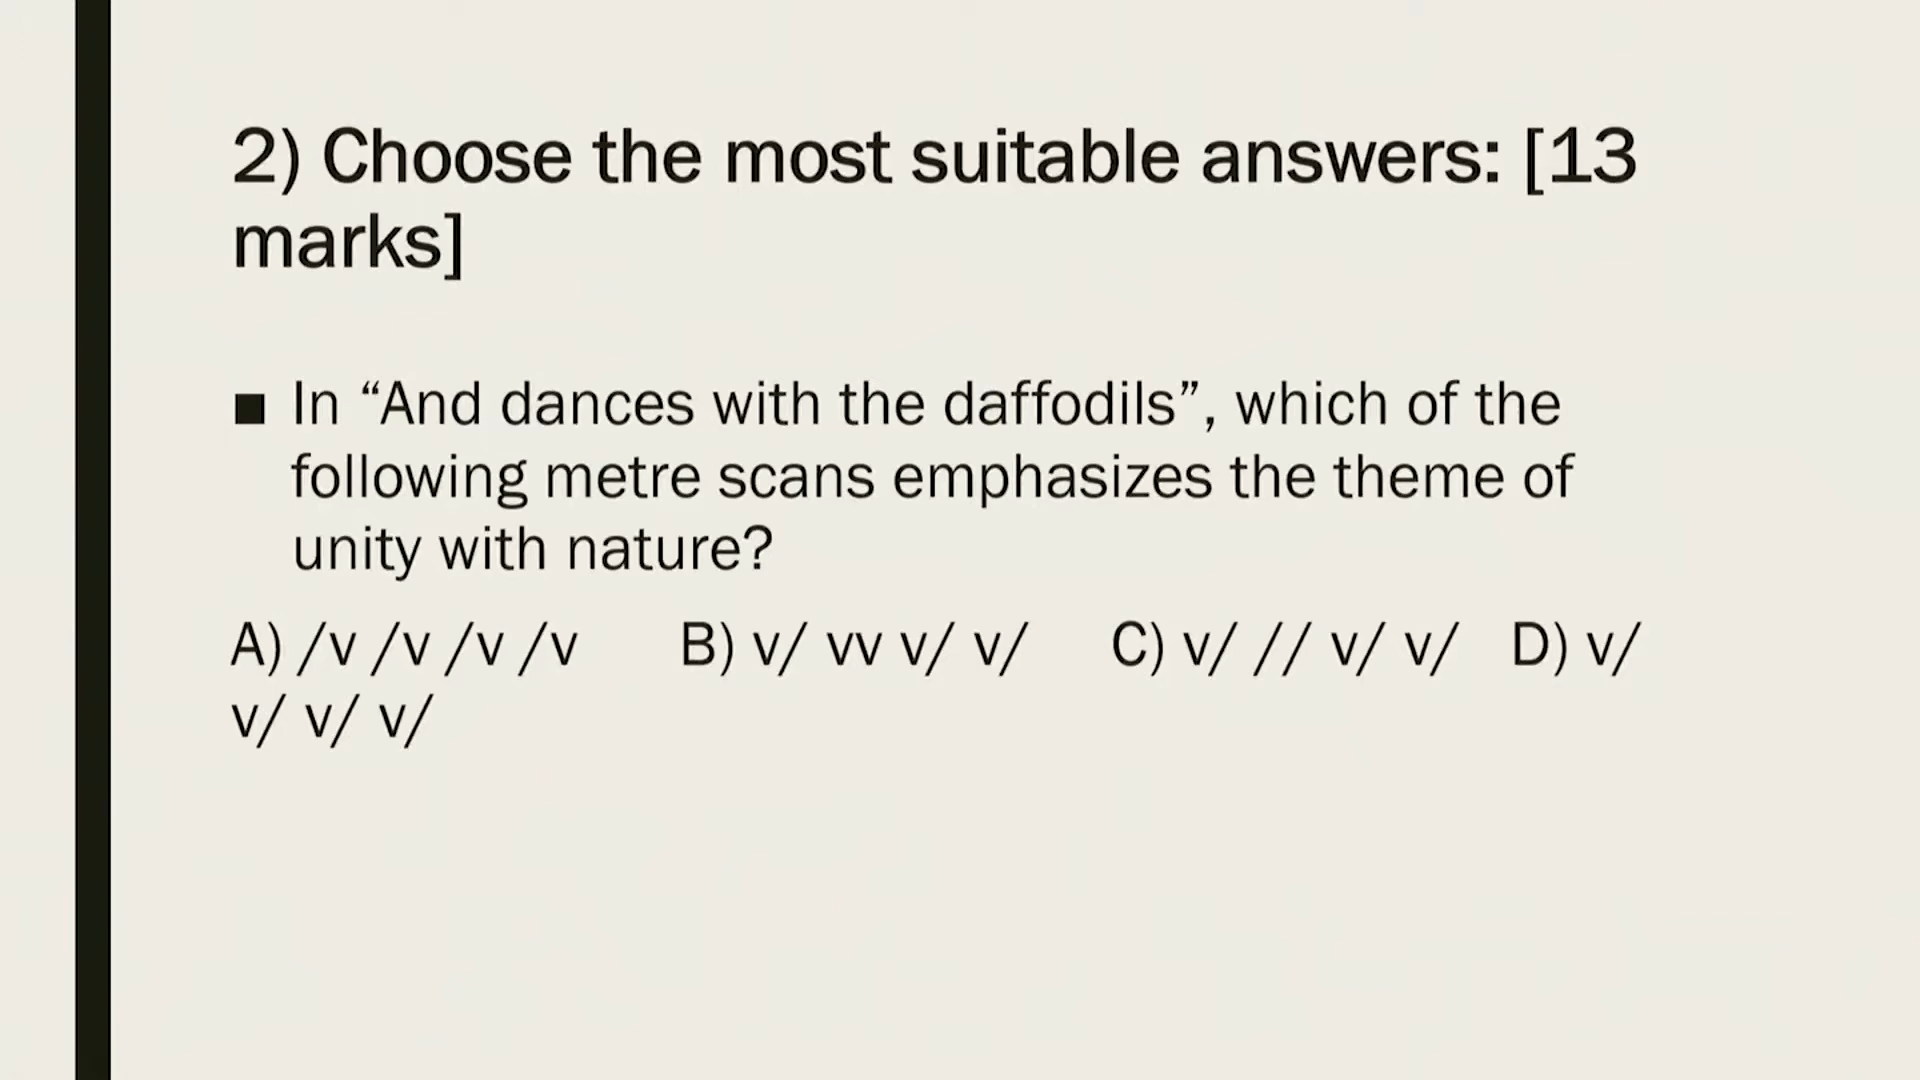 2) Choose the most suitable answers: [13
marks]
■ In “And dances with the daffodils”, which of the
following metre scans emphasizes the theme of
unity with nature?
A) /v /v /v /v B) v/ vv v/ v/ C) v/ // v/ v/ D) v/
v/ v/ v/